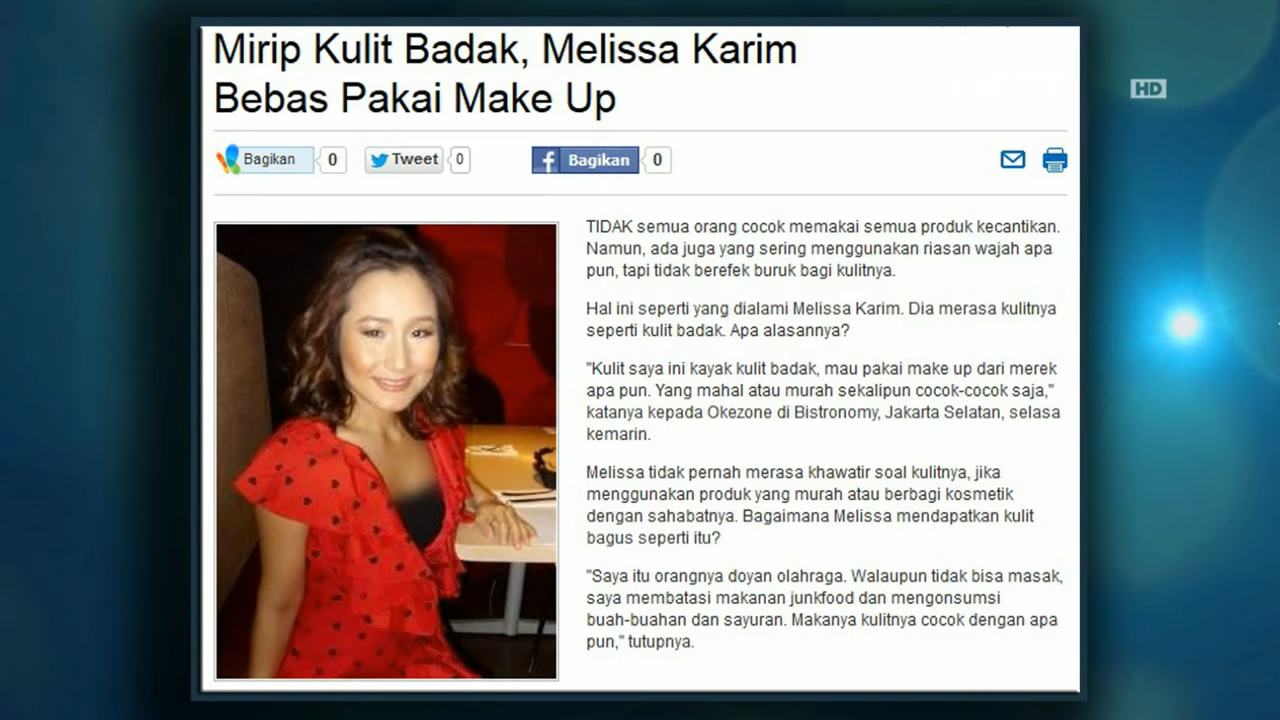 Mirip Kulit Badak, Melissa Karim
Bebas Pakai Make Up
HD
Bagikan 0 Tweet 0 Bagikan 0
TIDAK semua orang cocok memakai semua produk kecantikan.
Namun, ada juga yang sering menggunakan riasan wajah apa
pun, tapi tidak berefek buruk bagi kulitnya.
Hal ini seperti yang dialami Melissa Karim. Dia merasa kulitnya
seperti kulit badak. Apa alasannya?
"Kulit saya ini kayak kulit badak, mau pakai make up dari merek
apa pun. Yang mahal atau murah sekalipun cocok-cocok saja,"
katanya kepada Okezone di Bistronomy, Jakarta Selatan, selasa
kemarin.
Melissa tidak pernah merasa khawatir soal kulitnya, jika
menggunakan produk yang murah atau berbagi kosmetik
dengan sahabatnya. Bagaimana Melissa mendapatkan kulit
bagus seperti itu?
"Saya itu orangnya doyan olahraga. Walaupun tidak bisa masak,
saya membatasi makanan junkfood dan mengonsumsi
buah-buahan dan sayuran. Makanya kulitnya cocok dengan apa
pun," tutupnya.